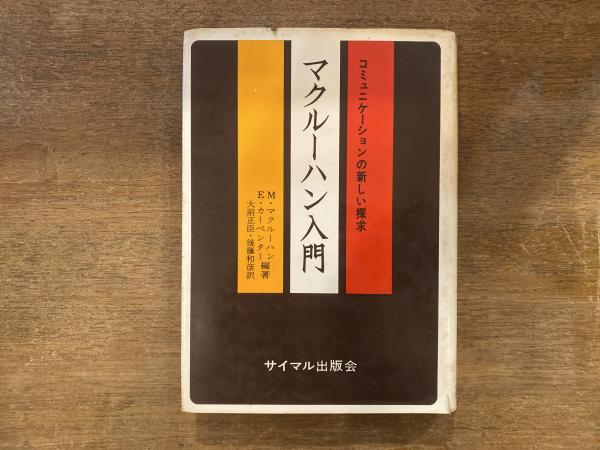 コミュニケーションの新しい探求
マクルーハン入門
M・マクルーハン
E・カーペンター
編著
大前正臣・後藤和彦訳
サイマル出版会